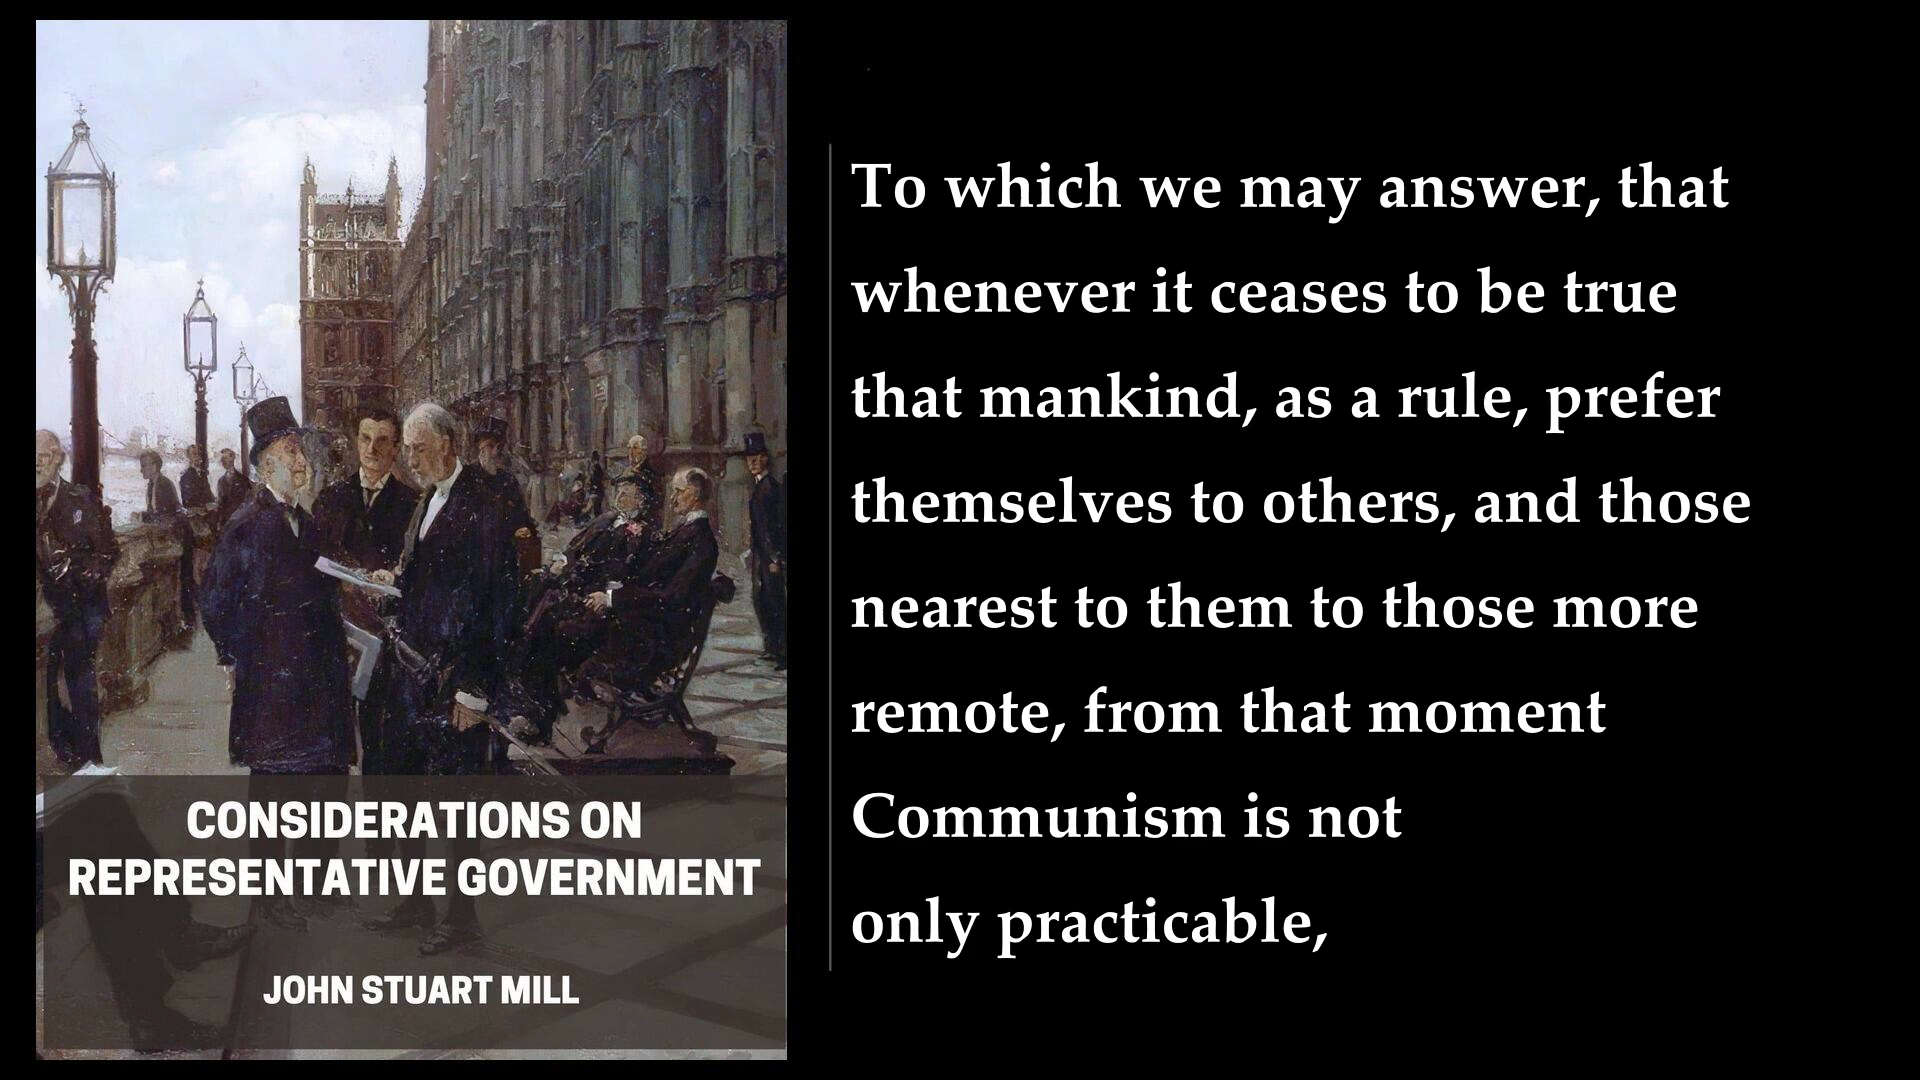 CONSIDERATIONS ON
REPRESENTATIVE GOVERNMENT
JOHN STUART MILL
To which we may answer, that
whenever it ceases to be true
that mankind, as a rule, prefer
themselves to others, and those
nearest to them to those more
remote, from that moment
Communism is not
only practicable,